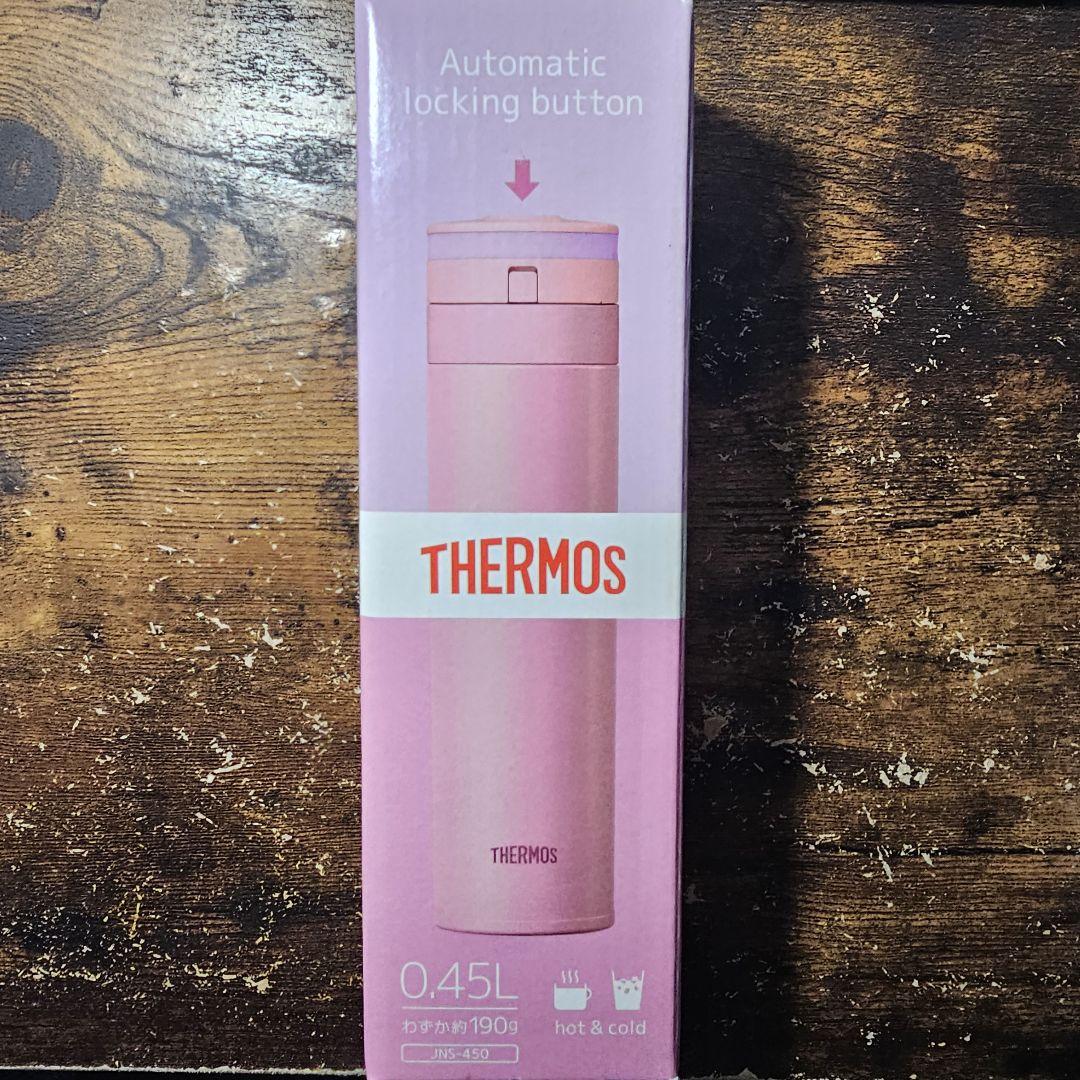 Automatic
locking button
THERMOS
THERMOS
0.45L
わずか約190g
JNS-450
hot & cold